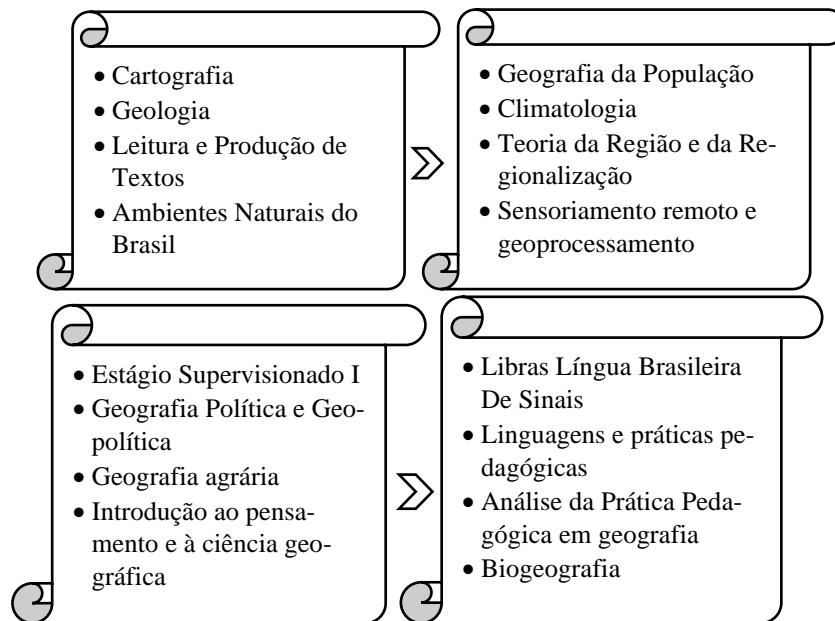 • Cartografia
• Geologia
• Leitura e Produção de
Textos
• Ambientes Naturais do
Brasil
• Geografia da População
• Climatologia
• Teoria da Região e da Re-
gionalização
• Sensoriamento remoto e
geoprocessamento
• Estágio Supervisionado I
• Geografia Política e Geo-
política
• Geografia agrária
• Introdução ao pensa-
mento e à ciência geo-
gráfica
• Libras Língua Brasileira
De Sinais
• Linguagens e práticas pe-
dagógicas
• Análise da Prática Peda-
gógica em geografia
• Biogeografia